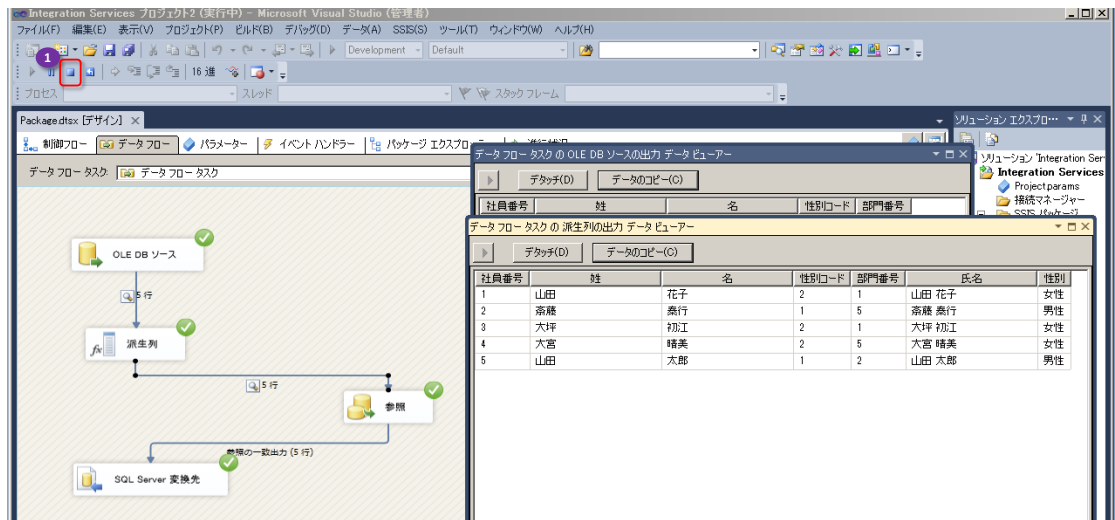 Integration Services プロジェクト2 (実行中) - Microsoft Visual Studio (管理者)
ファイル(F) 編集(E) 表示(V) プロジェクト(P) ビルド(B) デバッグ(D) データ(A) SSIS(S) ツール(T) ウィンドウ(W) ヘルプ(H)
Development Default
1
16 進
プロセス スレッド スタック フレーム
Package.dtsx [デザイン] ソリューション エクスプロ…
制御フロー データ フロー パラメーター イベント ハンドラー パッケージ エクスプロ
データ フロー タスク: データ フロー タスク
データ フロー タスク の OLE DB ソースの出力 データ ビューアー
デタッチ(D) データのコピー(C)
社員番号 姓 名 性別コード 部門番号
ソリューション 'Integration Ser
Integration Services
Project.params
接続マネージャー
SSIS パッケージ
データ フロー タスク の 派生列の出力 データ ビューアー
デタッチ(D) データのコピー(C)
社員番号 姓 名 性別コード 部門番号 氏名 性別
1 山田 花子 2 1 山田 花子 女性
2 斎藤 泰行 1 5 斎藤 泰行 男性
3 大坪 初江 2 1 大坪 初江 女性
4 大宮 晴美 2 5 大宮 晴美 女性
5 山田 太郎 1 2 山田 太郎 男性
OLE DB ソース
5 行
fx 派生列
5 行
参照
参照の一致出力 (5 行)
SQL Server 変換先